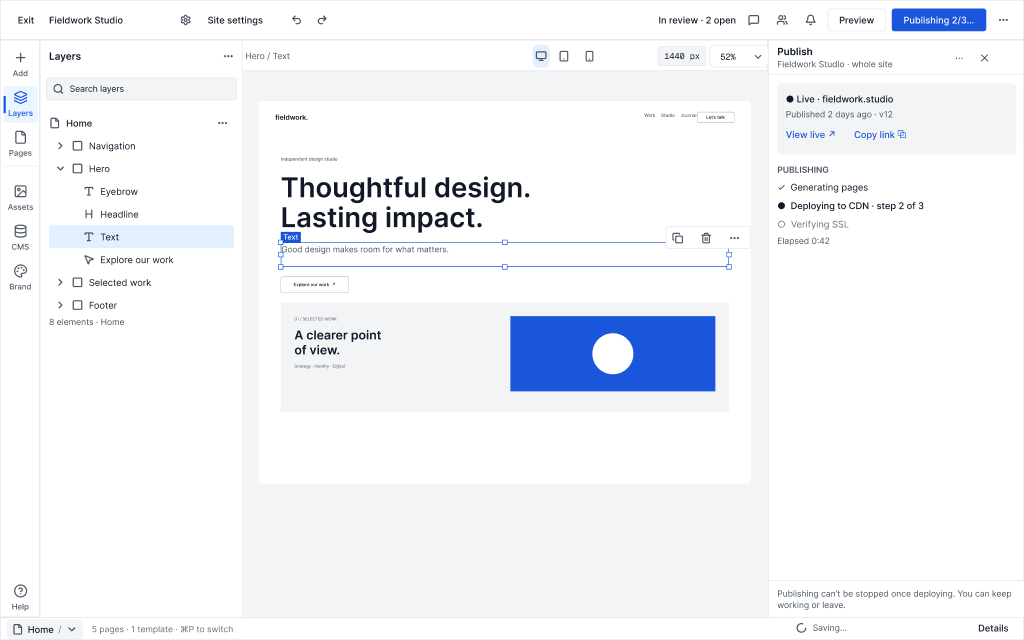 Exit
Fieldwork Studio
Site settings
In review · 2 open
Preview
Publishing 2/3...
Add
Layers
Pages
Assets
CMS
Brand
Help
Layers
Search layers
Home
Navigation
Hero
Eyebrow
Headline
Text
Explore our work
Selected work
Footer
8 elements · Home
Hero / Text
1440 px
52%
fieldwork.
Work
Studio
Journal
Let's talk
Independent design studio
Thoughtful design.
Lasting impact.
Text
Good design makes room for what matters.
Explore our work ↗
01 / SELECTED WORK
A clearer point
of view.
Strategy · Identity · Digital
Publish
Fieldwork Studio · whole site
Live · fieldwork.studio
Published 2 days ago · v12
View live ↗
Copy link
PUBLISHING
Generating pages
Deploying to CDN · step 2 of 3
Verifying SSL
Elapsed 0:42
Publishing can't be stopped once deploying. You can keep
working or leave.
Home /
5 pages · 1 template · ⌘P to switch
Saving...
Details